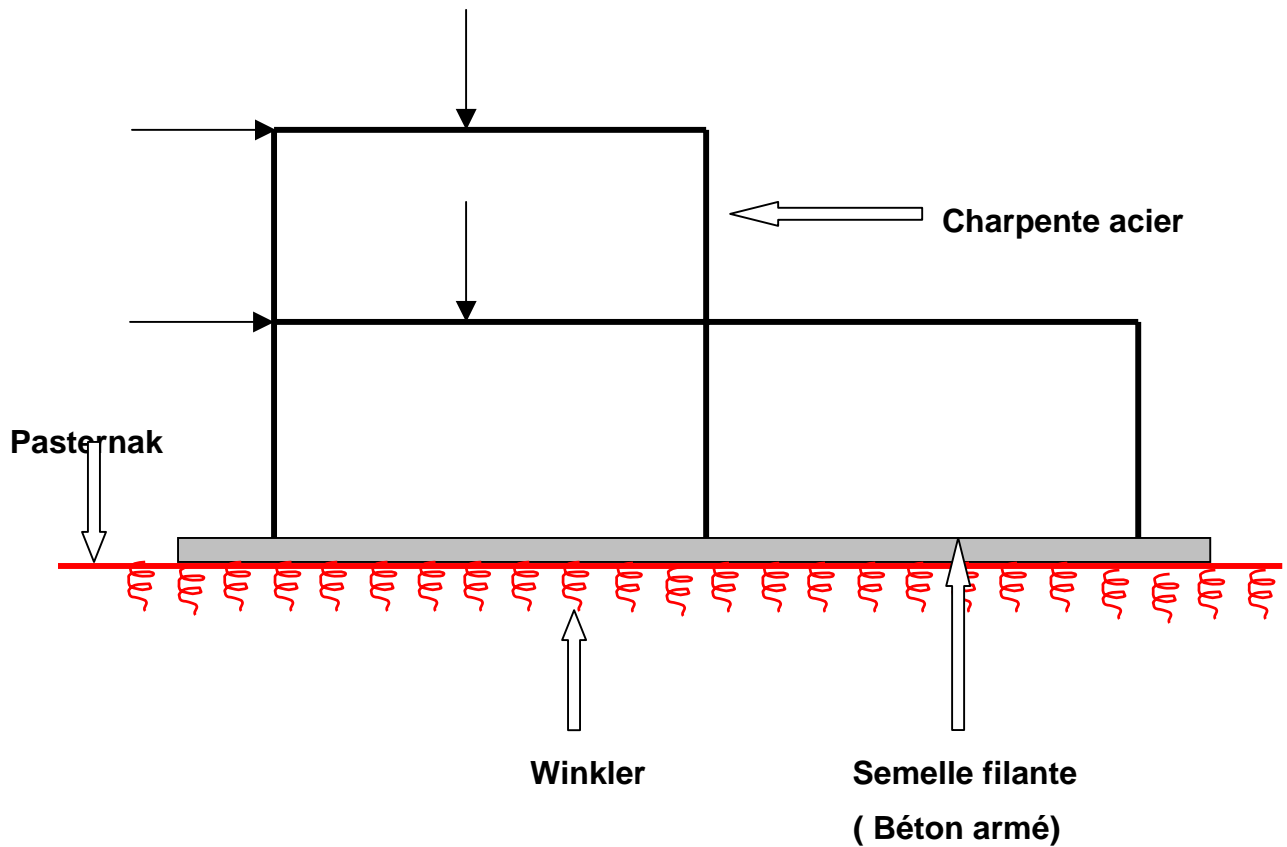 Charpente acier
Pasternak
Winkler
Semelle filante
( Béton armé)